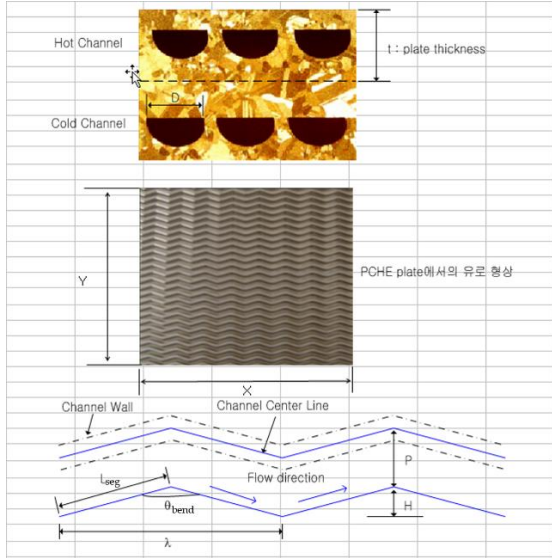 Hot Channel
t : plate thickness
D
Cold Channel
Y
PCHE plate에서의 유로 형상
X
Channel Wall
Channel Center Line
P
Lseg
Flow direction
θbend
H
λ